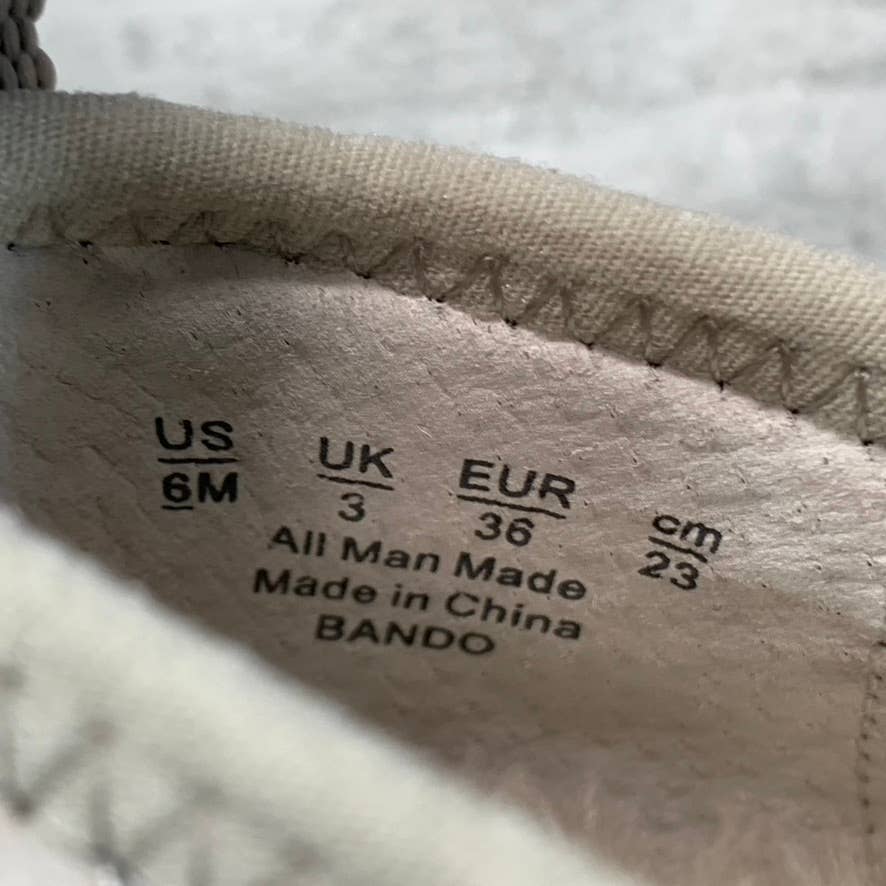 US UK EUR cm
6M 3 36 23
All Man Made
Made in China
BANDO